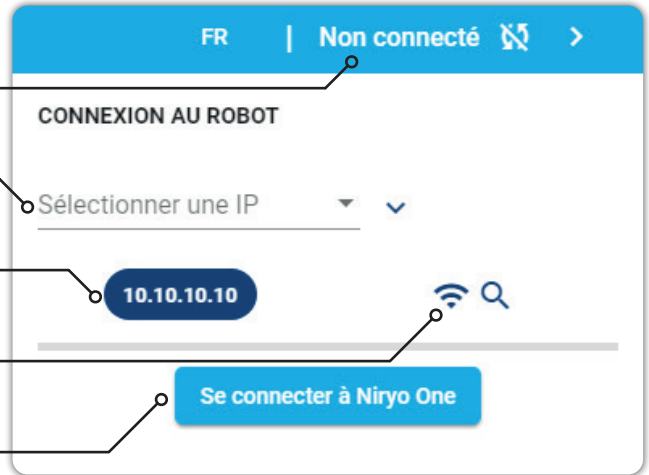 FR | Non connecté
CONNEXION AU ROBOT
Sélectionner une IP
10.10.10.10
Se connecter à Niryo One